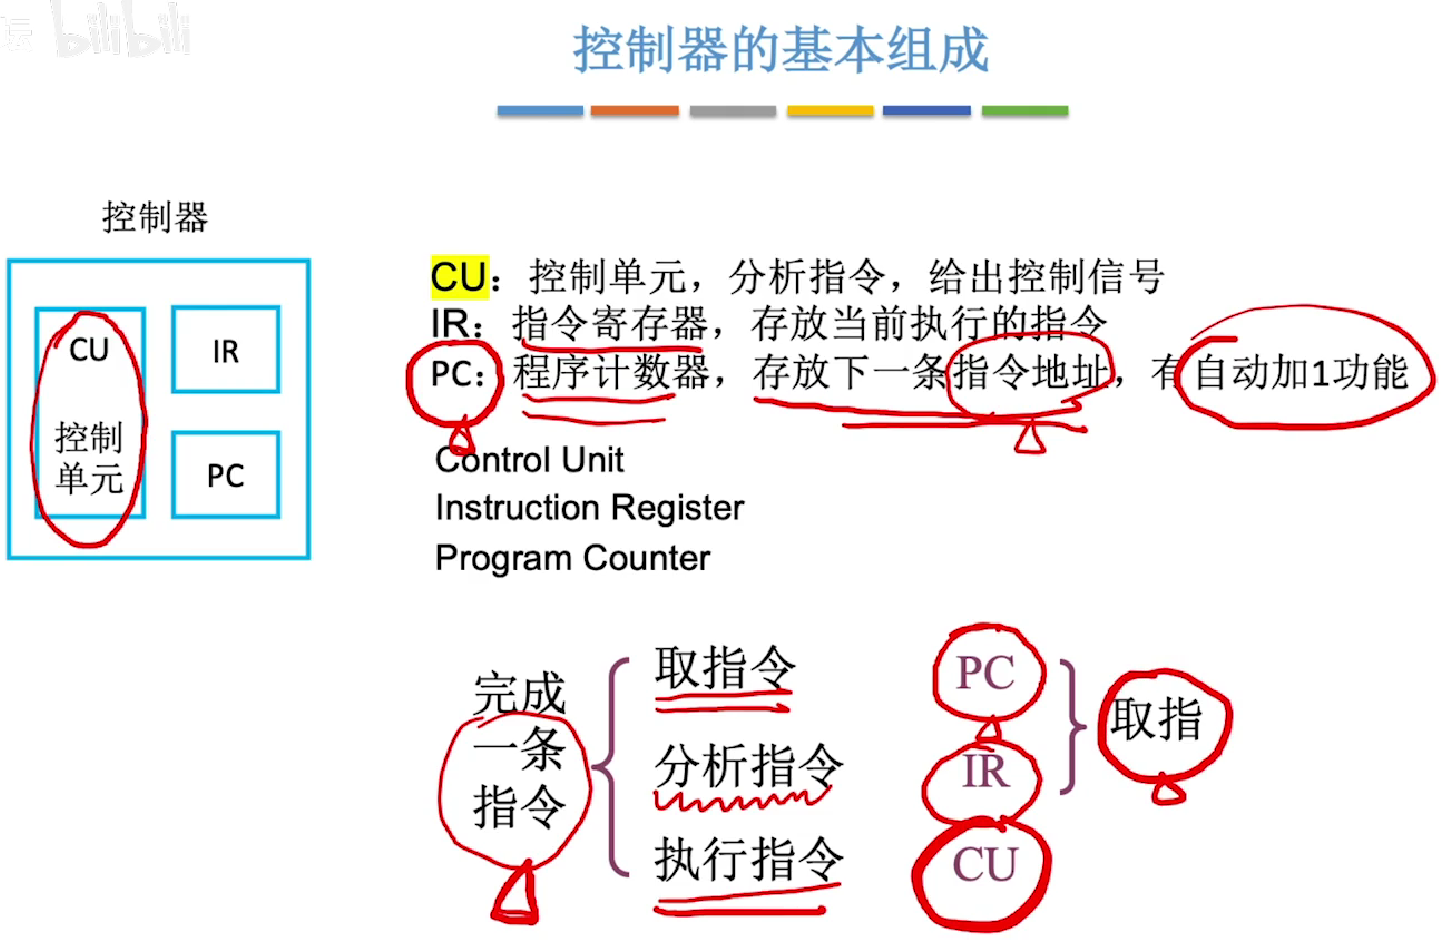 bilibili
控制器的基本组成
控制器
CU
控制
单元
IR
PC
CU：控制单元，分析指令，给出控制信号
IR：指令寄存器，存放当前执行的指令
PC：程序计数器，存放下一条指令地址，有自动加1功能
Control Unit
Instruction Register
Program Counter
完成
一条
指令
取指令
分析指令
执行指令
PC
IR
CU
取指